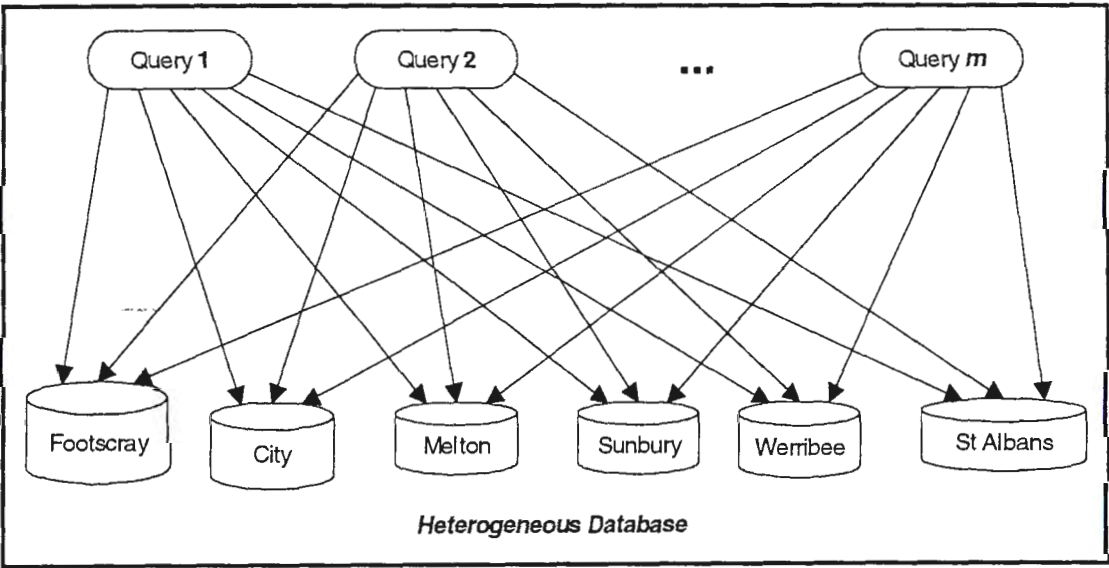 Query 1
Query 2
...
Query m
Footscray
City
Melton
Sunbury
Werribee
St Albans
Heterogeneous Database